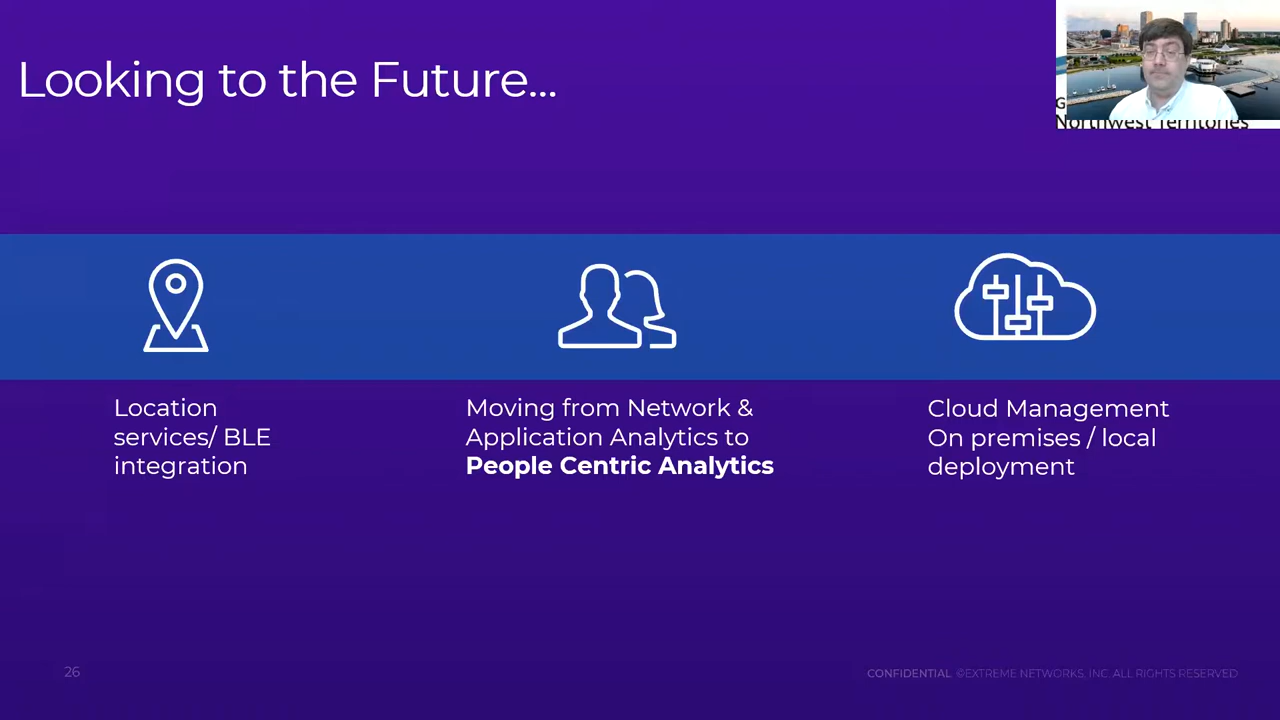 Looking to the Future...
G
Northwest Territories
Location
services/ BLE
integration
Moving from Network &
Application Analytics to
People Centric Analytics
Cloud Management
On premises / local
deployment
26
CONFIDENTIAL ©EXTREME NETWORKS, INC. ALL RIGHTS RESERVED